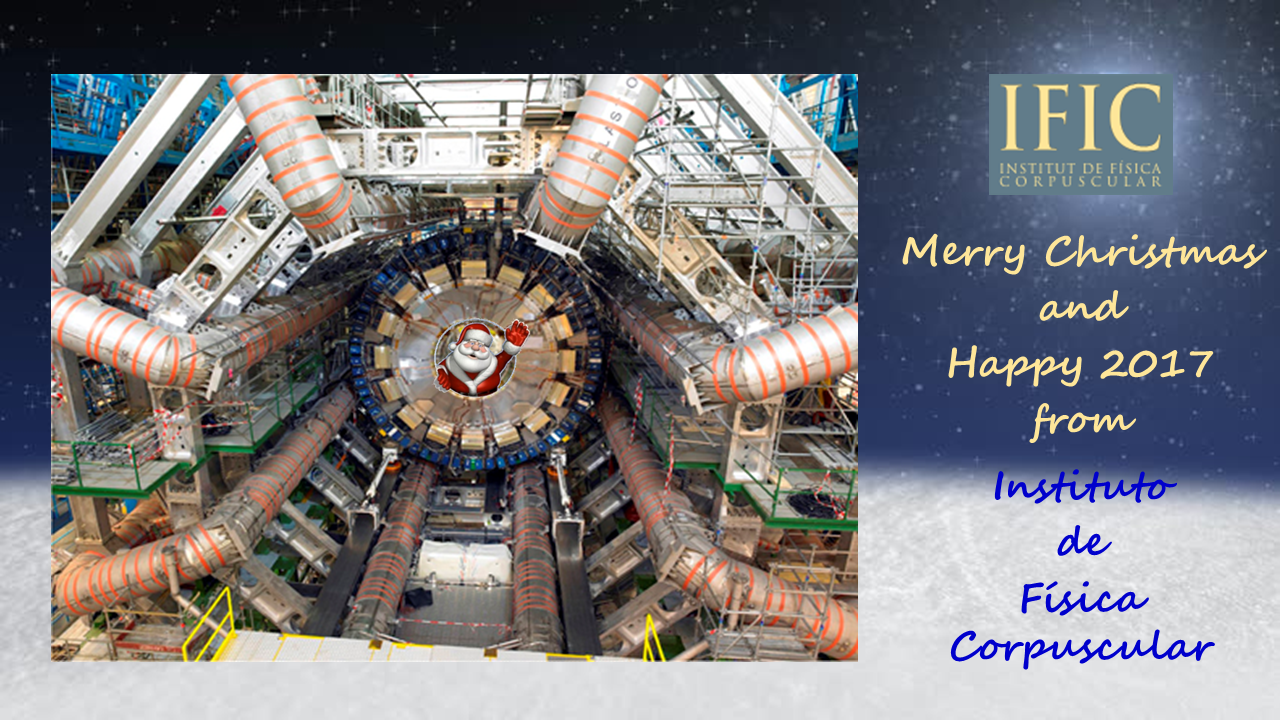 IFIC
INSTITUT DE FÍSICA
CORPUSCULAR
Merry Christmas
and
Happy 2017
from
Instituto
de
Física
Corpuscular